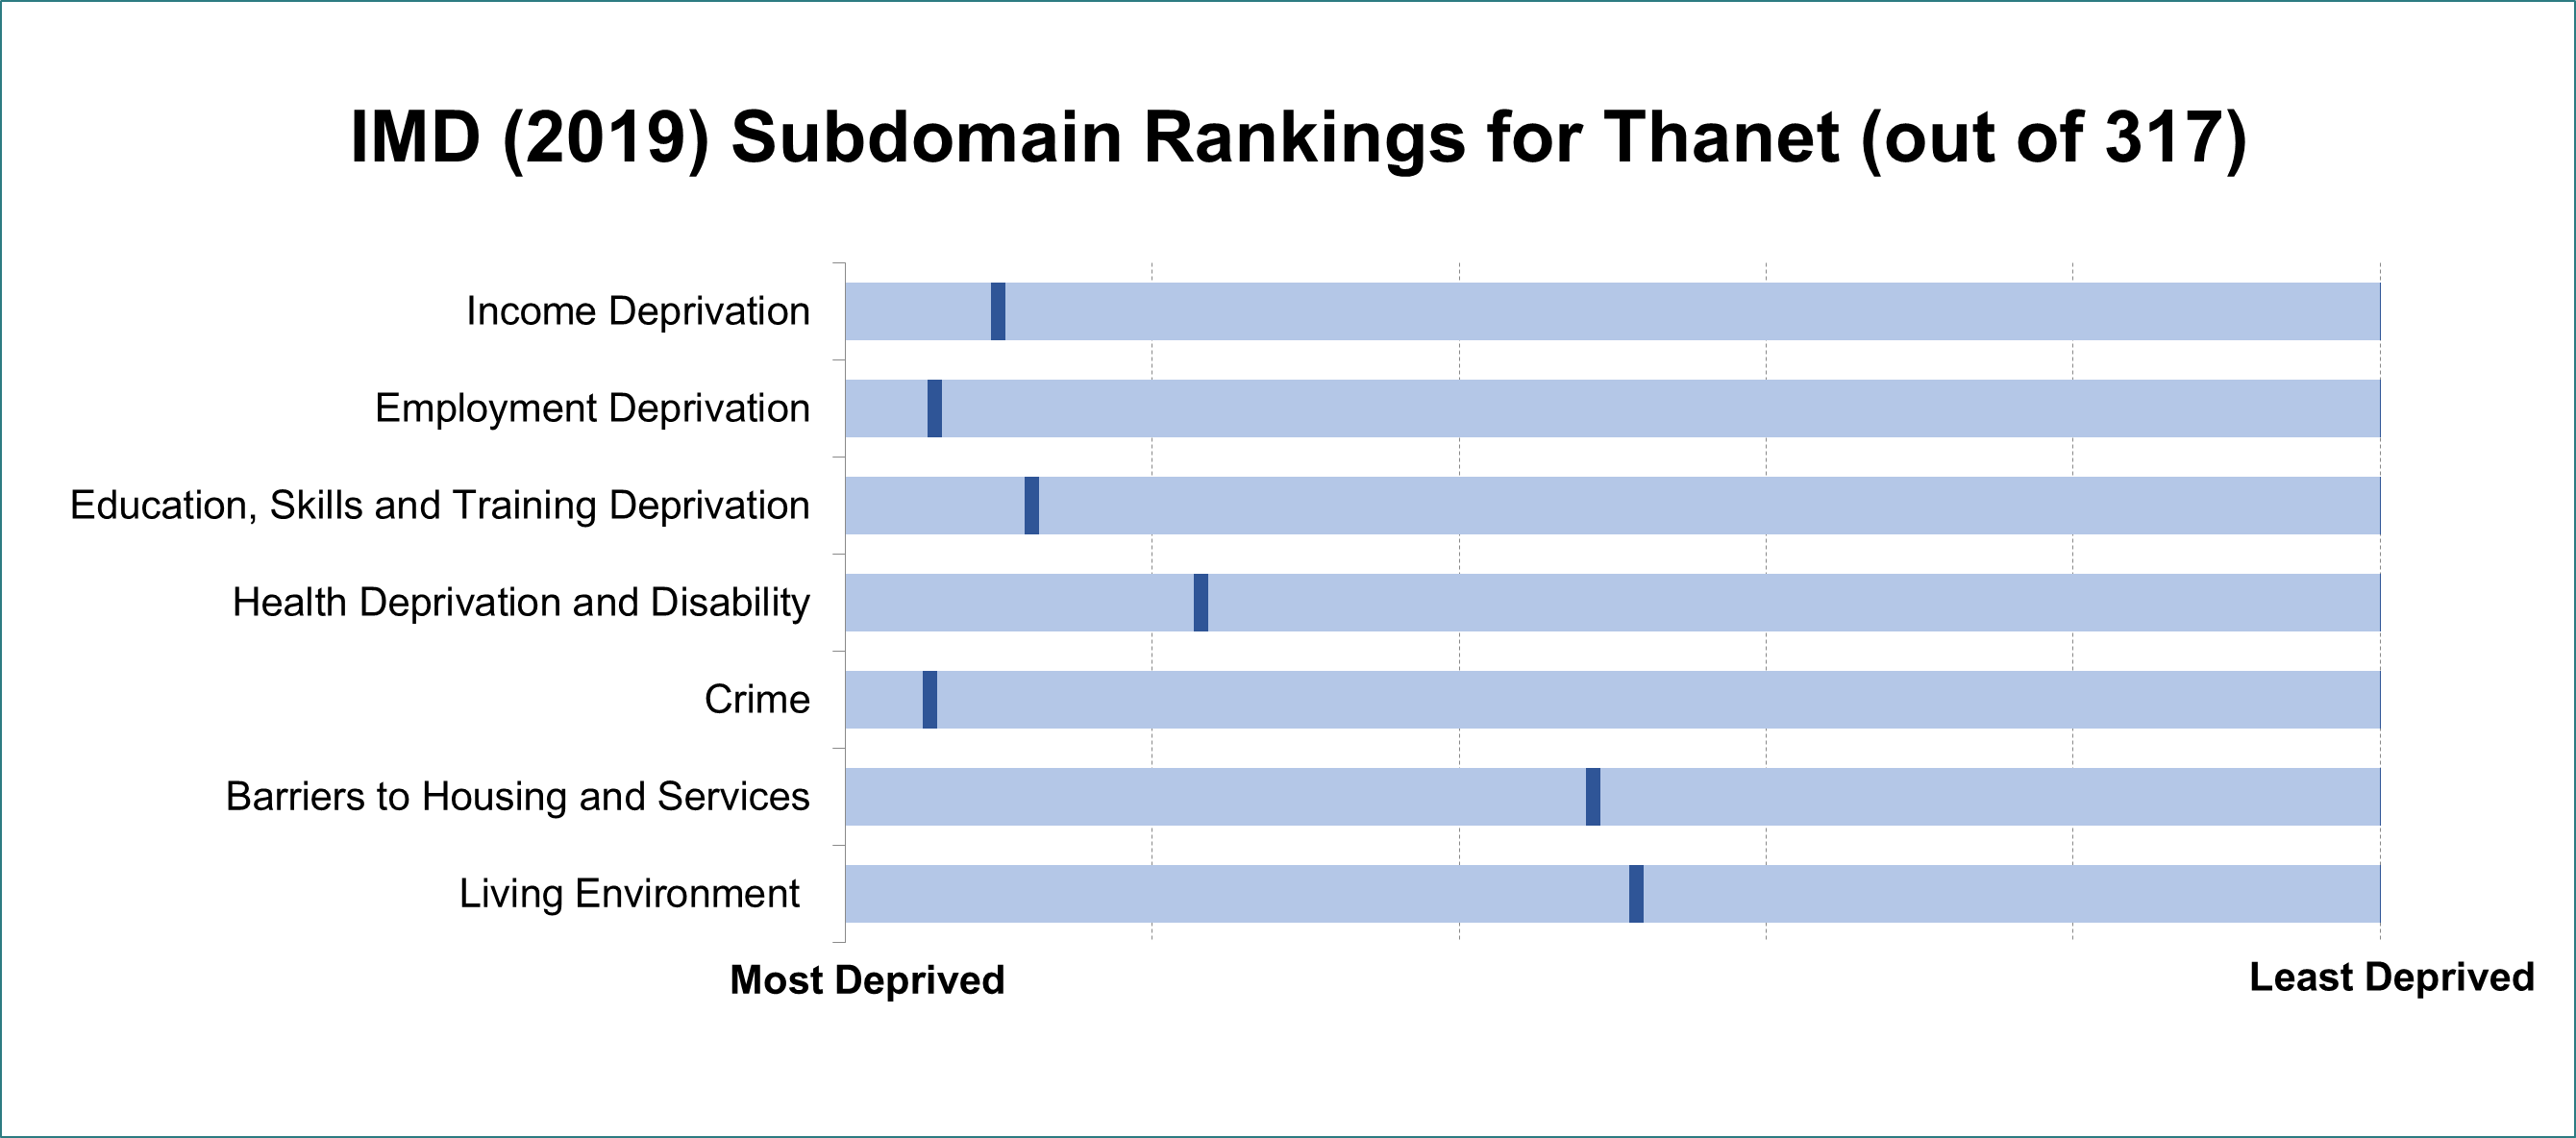 IMD (2019) Subdomain Rankings for Thanet (out of 317)
Income Deprivation
Employment Deprivation
Education, Skills and Training Deprivation
Health Deprivation and Disability
Crime
Barriers to Housing and Services
Living Environment
Most Deprived
Least Deprived